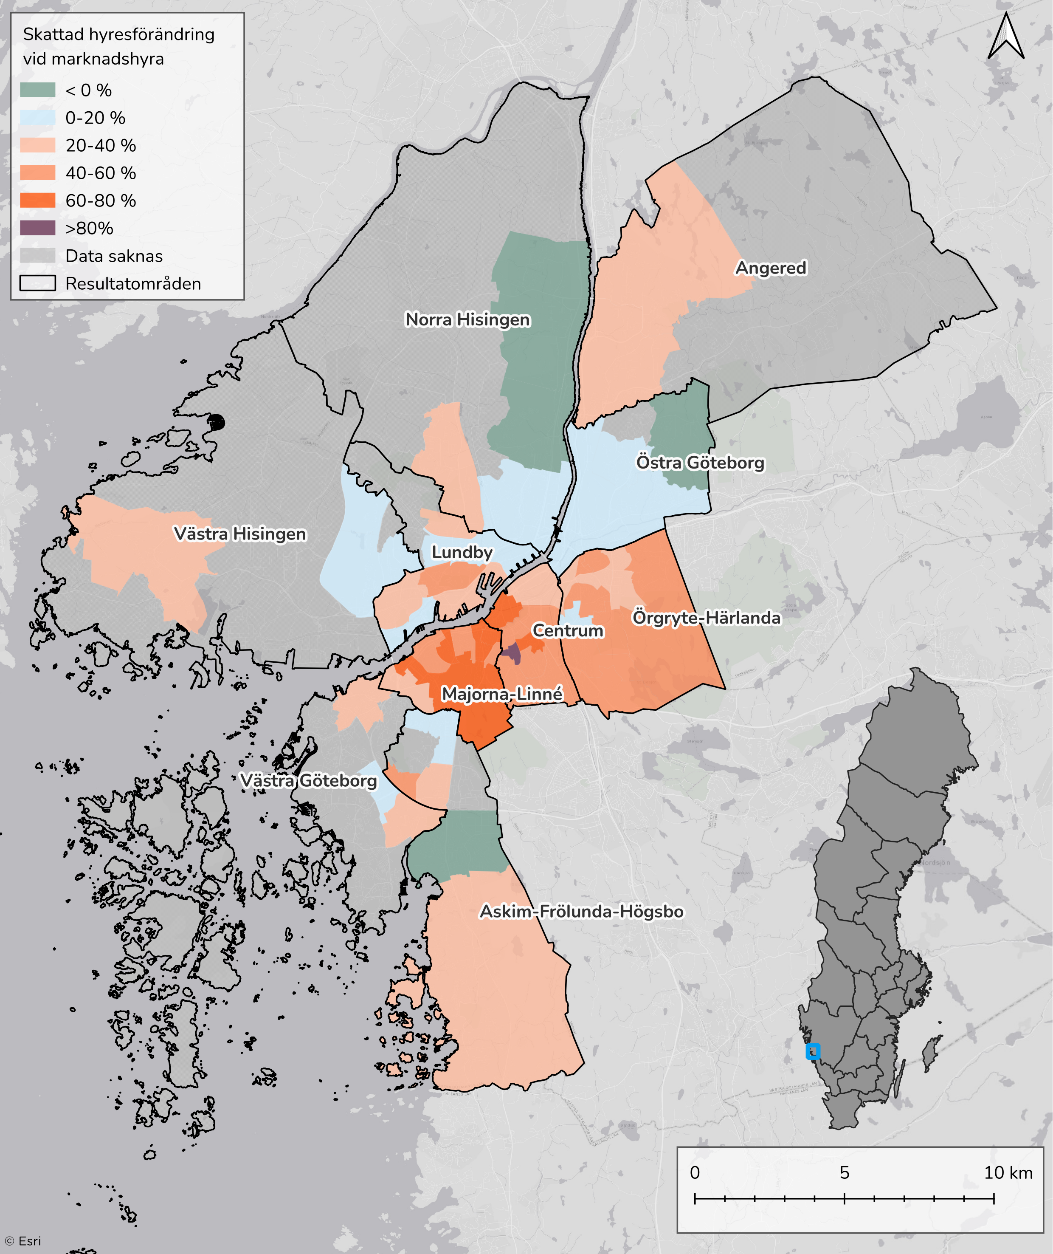 Skattad hyresförändring
vid marknadshyra
< 0 %
0-20 %
20-40 %
40-60 %
60-80 %
>80%
Data saknas
Resultatområden
Angered
Norra Hisingen
Östra Göteborg
Västra Hisingen
Lundby
Örgryte-Härlanda
Centrum
Majorna-Linné
Västra Göteborg
Askim-Frölunda-Högsbo
0 5 10 km
© Esri